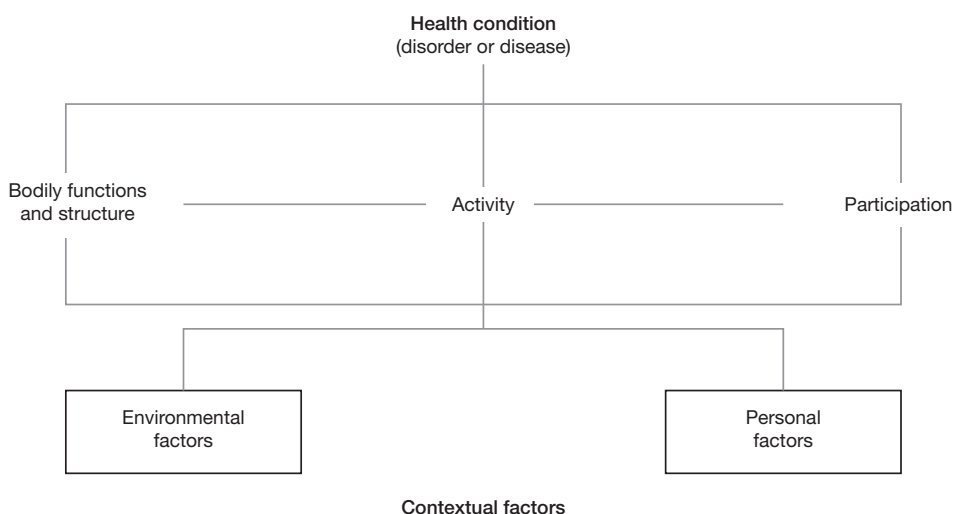 Health condition
(disorder or disease)
Bodily functions
and structure
Activity
Participation
Environmental
factors
Personal
factors
Contextual factors